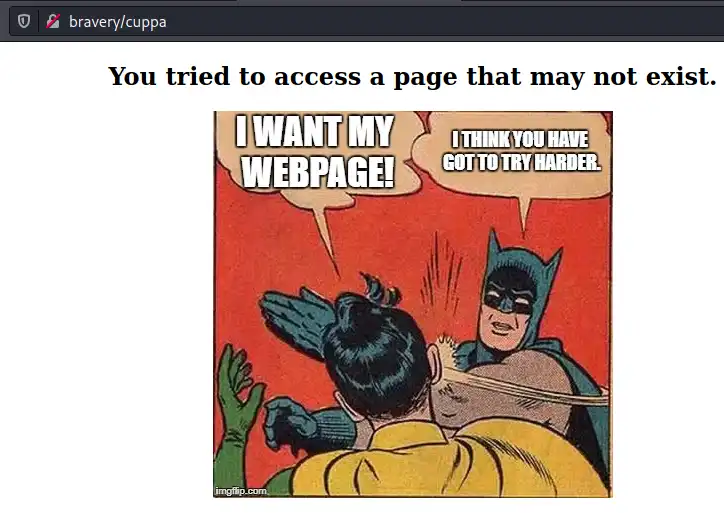 bravery/cuppa
You tried to access a page that may not exist.
I WANT MY
WEBPAGE!
I THINK YOU HAVE
GOT TO TRY HARDER.
imgflip.com